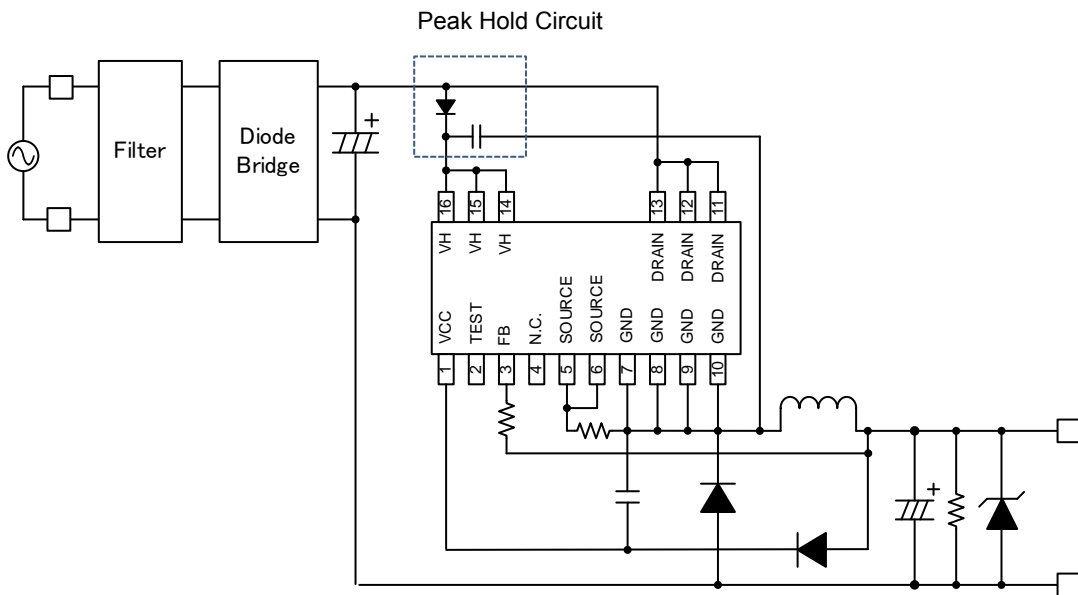 Peak Hold Circuit
+
Filter
Diode
Bridge
16 15 14 13 12 11
VH VH VH DRAIN DRAIN DRAIN
VCC TEST FB N.C. SOURCE SOURCE GND GND GND GND
1 2 3 4 5 6 7 8 9 10
+